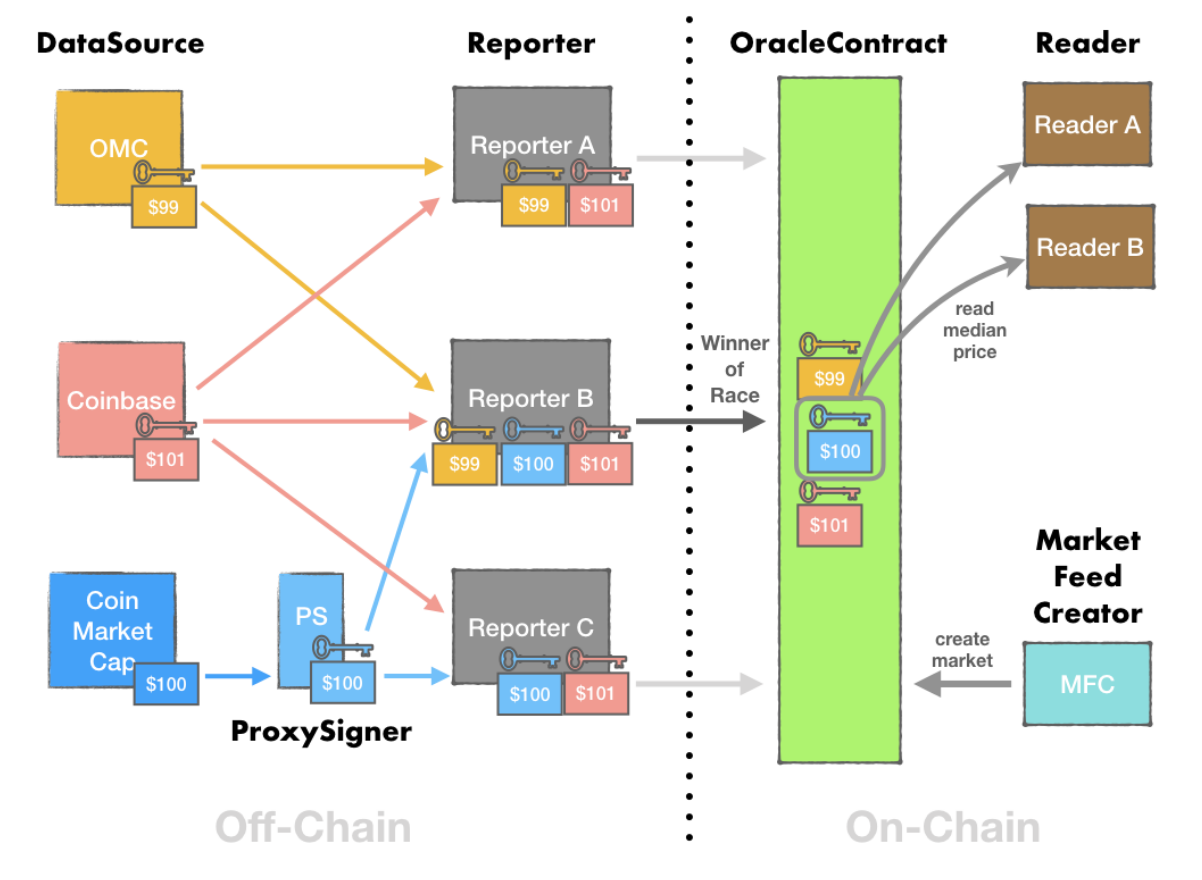 DataSource
Reporter
OracleContract
Reader
OMC
$99
Reporter A
$99
$101
Reader A
Reader B
read
median
price
Coinbase
$101
Reporter B
$99
$100
$101
Winner
of
Race
$99
$100
$101
Coin
Market
Cap
$100
PS
$100
ProxySigner
Reporter C
$100
$101
Market
Feed
Creator
create
market
MFC
Off-Chain
On-Chain